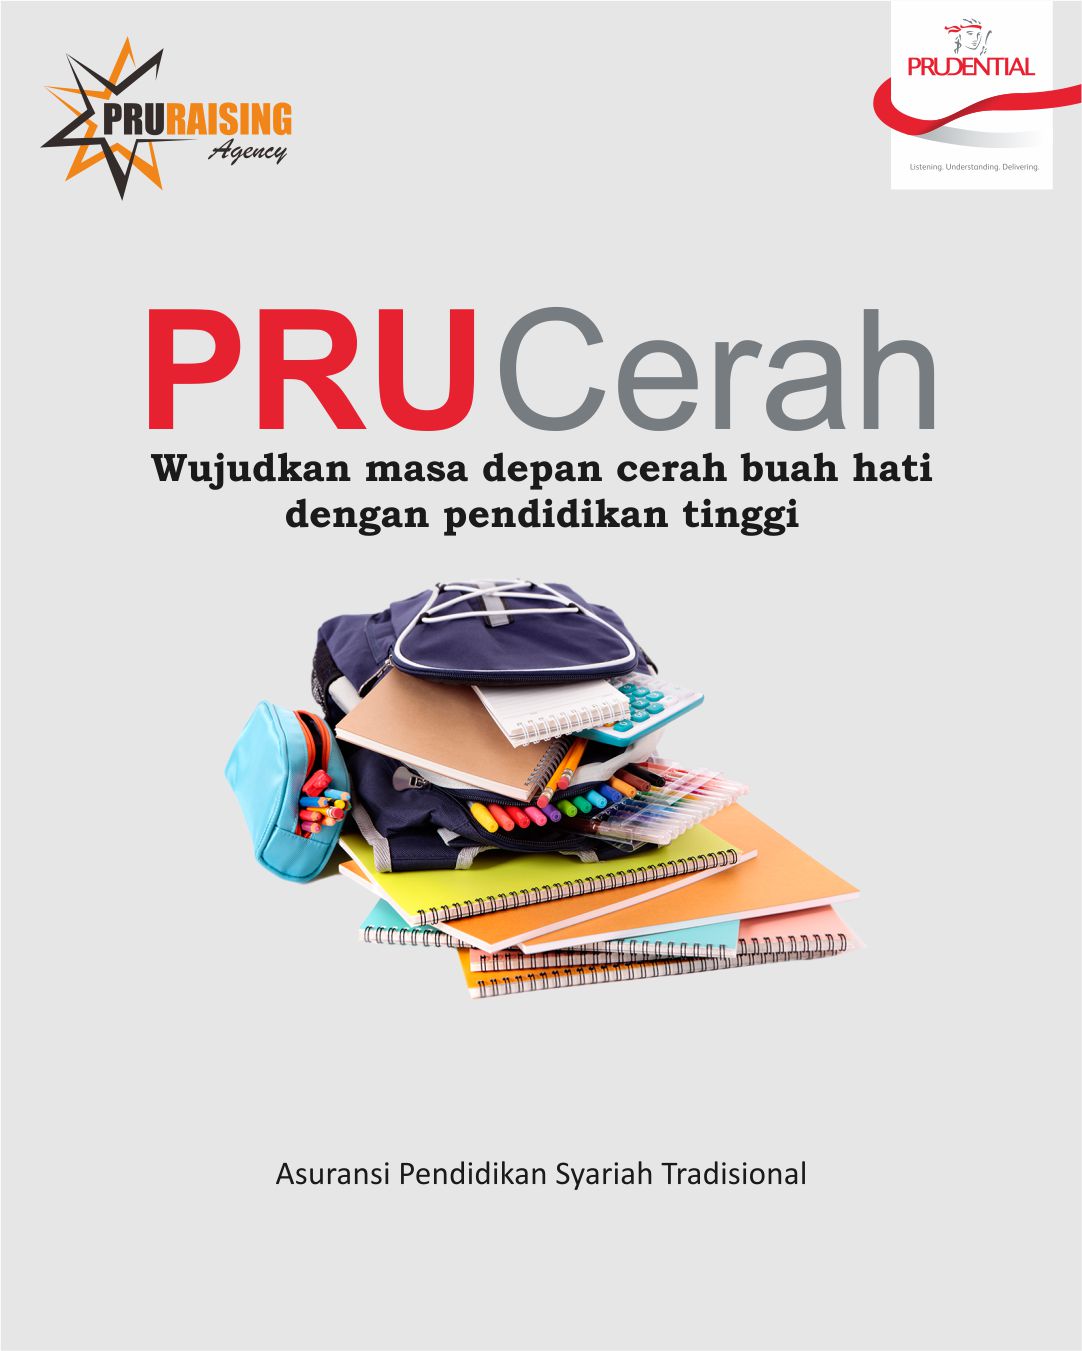 PRURAISING
Agency
PRUDENTIAL
Listening. Understanding. Delivering.
PRUCerah
Wujudkan masa depan cerah buah hati
dengan pendidikan tinggi
Asuransi Pendidikan Syariah Tradisional